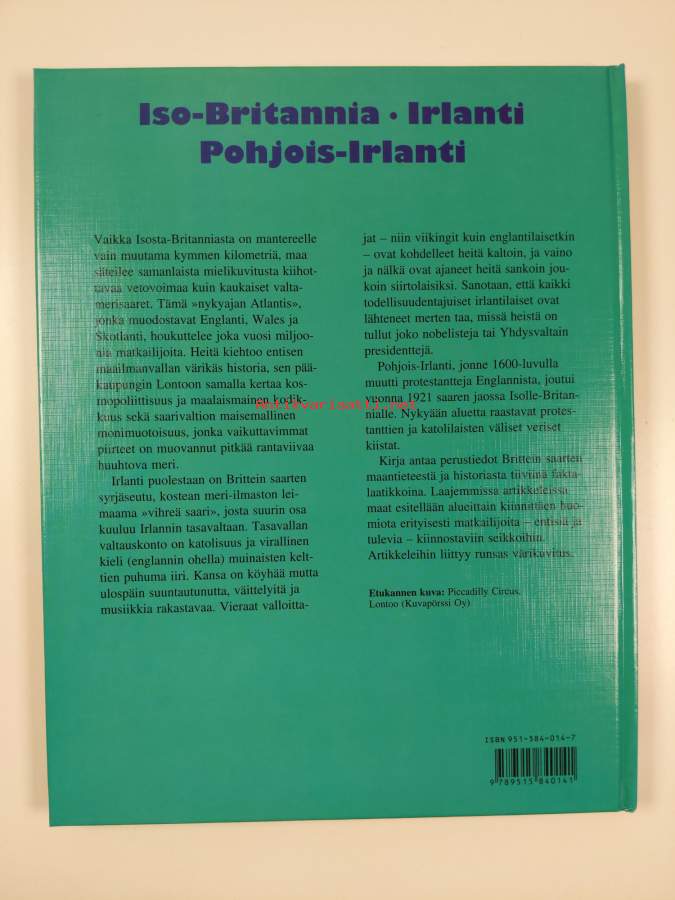 Iso-Britannia • Irlanti
Pohjois-Irlanti
Vaikka Isosta-Britanniasta on mantereelle
vain muutama kymmen kilometriä, maa
säteilee samanlaista mielikuvitusta kiihot-
tavaa vetovoimaa kuin kaukaiset valta-
merisaaret. Tämä »nykyajan Atlantis»,
jonka muodostavat Englanti, Wales ja
Skotlanti, houkuttelee joka vuosi miljoo-
nia matkailijoita. Heitä kiehtoo entisen
maailmanvallan värikäs historia, sen pää-
kaupungin Lontoon samalla kertaa kos-
mopoliittisuus ja maalaismainen kodik-
kuus sekä saarivaltion maisemallinen
monimuotoisuus, jonka vaikuttavimmat
piirteet on muovannut pitkää rantaviivaa
huuhtova meri.
Irlanti puolestaan on Brittein saarten
syrjäseutu, kostean meri-ilmaston lei-
maama »vihreä saari», josta suurin osa
kuuluu Irlannin tasavaltaan. Tasavallan
valtauskonto on katolisuus ja virallinen
kieli (englannin ohella) muinaisten kelt-
tien puhuma iiri. Kansa on köyhää mutta
ulospäin suuntautunutta, väittelyitä ja
musiikkia rakastavaa. Vieraat valloitta-
jat – niin viikingit kuin englantilaisetkin
– ovat kohdelleet heitä kaltoin, ja vaino
ja nälkä ovat ajaneet heitä sankoin jou-
koin siirtolaisiksi. Sanotaan, että kaikki
todellisuudentajuiset irlantilaiset ovat
lähteneet merten taa, missä heistä on
tullut joko nobelisteja tai Yhdysvaltain
presidenttejä.
Pohjois-Irlanti, jonne 1600-luvulla
muutti protestantteja Englannista, joutui
vuonna 1921 saaren jaossa Isolle-Britan-
nialle. Nykyään aluetta raastavat protes-
tanttien ja katolilaisten väliset veriset
kiistat.
Kirja antaa perustiedot Brittein saarten
maantieteestä ja historiasta tiiviinä fakta-
laatikkoina. Laajemmissa artikkeleissa
maat esitellään alueittain kiinnittäen huo-
miota erityisesti matkailijoita – entisiä ja
tulevia – kiinnostaviin seikkoihin.
Artikkeleihin liittyy runsas värikuvitus.
Etukannen kuva: Piccadilly Circus,
Lontoo (Kuvapörssi Oy)
Antikvariaatti.net
ISBN 951-584-014-7
9 789515 840141